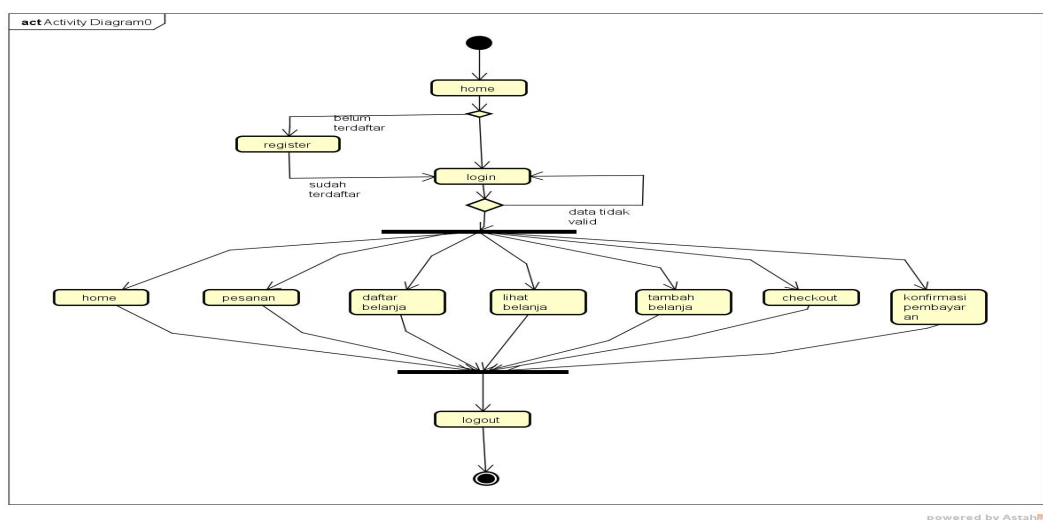 act Activity Diagram0
home
belum
terdaftar
register
login
sudah
terdaftar
data tidak
valid
home
pesanan
daftar
belanja
lihat
belanja
tambah
belanja
checkout
konfirmasi
pembayar
an
logout
powered by Astah